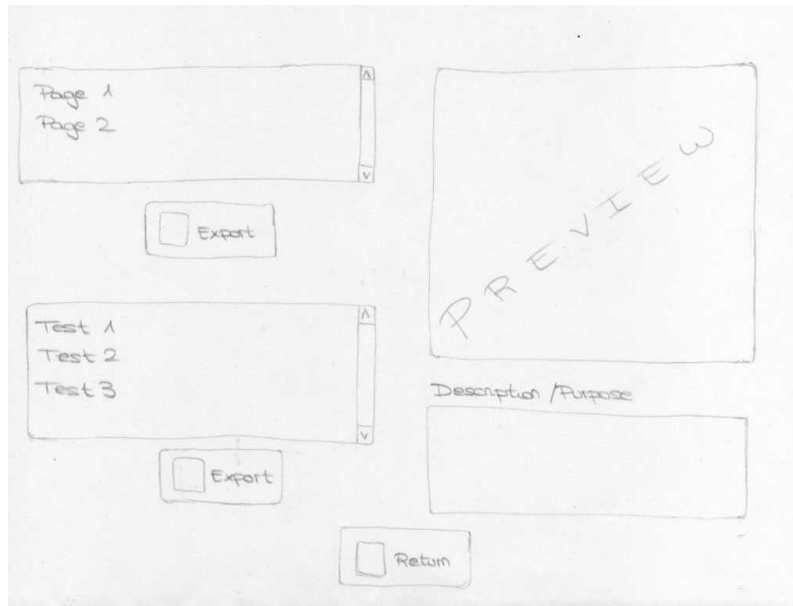 Page 1
Page 2
Export
Test 1
Test 2
Test 3
Export
PREVIEW
Description /Purpose
Return